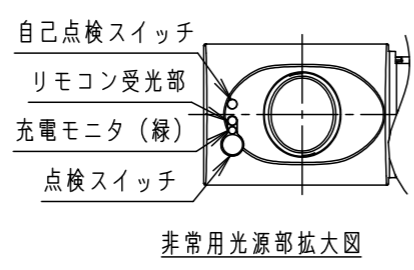 自己点検スイッチ
リモコン受光部
充電モニタ（緑）
点検スイッチ
非常用光源部拡大図